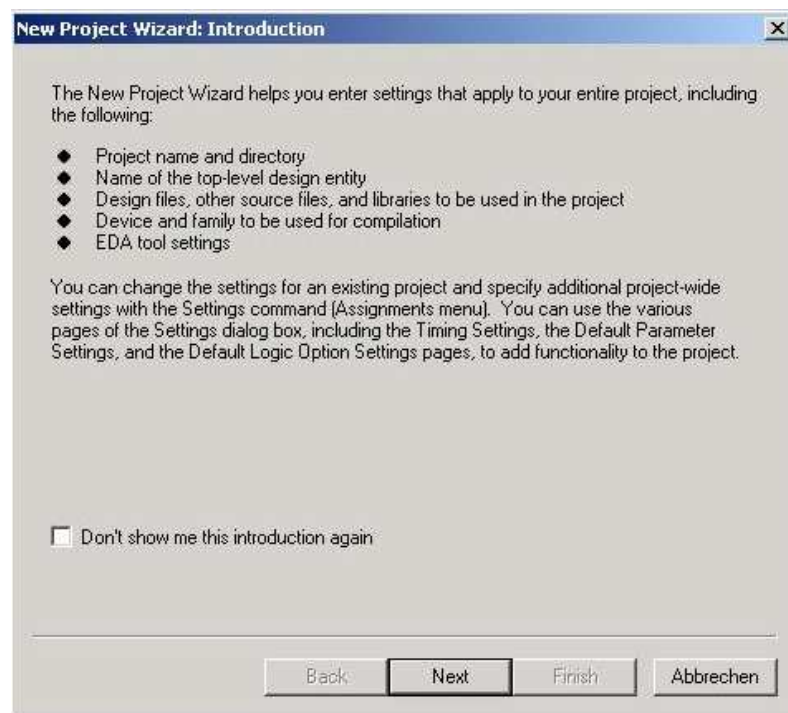 New Project Wizard: Introduction
The New Project Wizard helps you enter settings that apply to your entire project, including
the following:
◆ Project name and directory
◆ Name of the top-level design entity
◆ Design files, other source files, and libraries to be used in the project
◆ Device and family to be used for compilation
◆ EDA tool settings
You can change the settings for an existing project and specify additional project-wide
settings with the Settings command (Assignments menu). You can use the various
pages of the Settings dialog box, including the Timing Settings, the Default Parameter
Settings, and the Default Logic Option Settings pages, to add functionality to the project.
Don't show me this introduction again
Back Next Finish Abbrechen